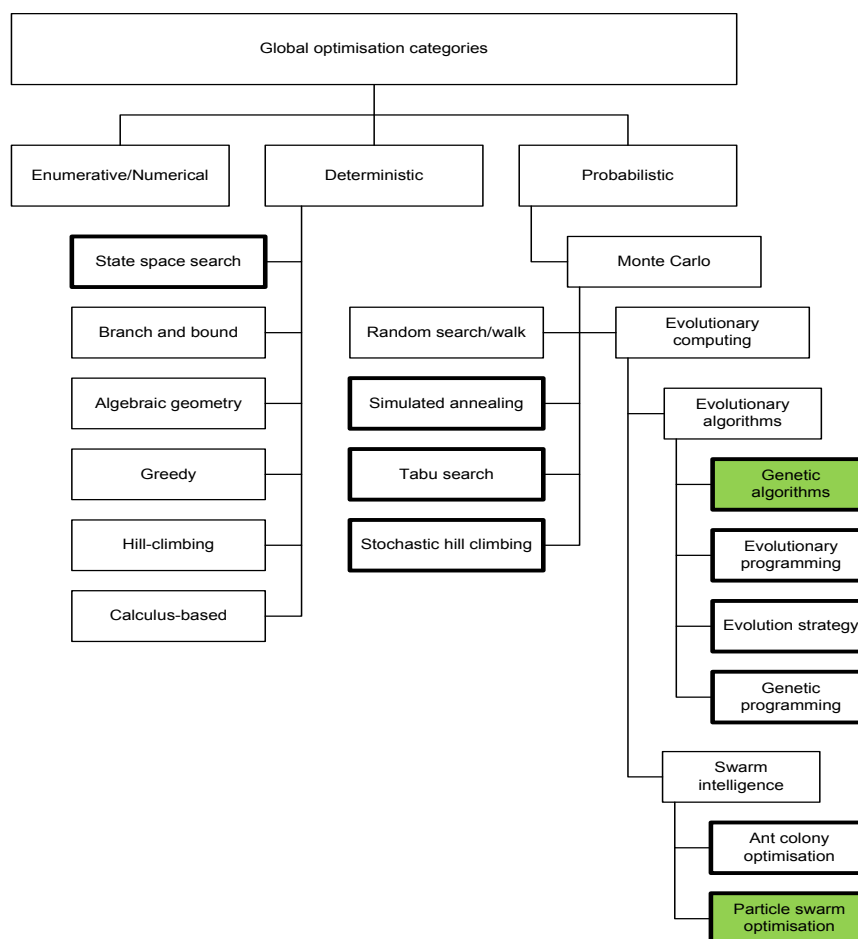 Global optimisation categories
Enumerative/Numerical
Deterministic
Probabilistic
State space search
Monte Carlo
Branch and bound
Random search/walk
Evolutionary
computing
Algebraic geometry
Simulated annealing
Evolutionary
algorithms
Greedy
Tabu search
Genetic
algorithms
Hill-climbing
Stochastic hill climbing
Evolutionary
programming
Calculus-based
Evolution strategy
Genetic
programming
Swarm
intelligence
Ant colony
optimisation
Particle swarm
optimisation